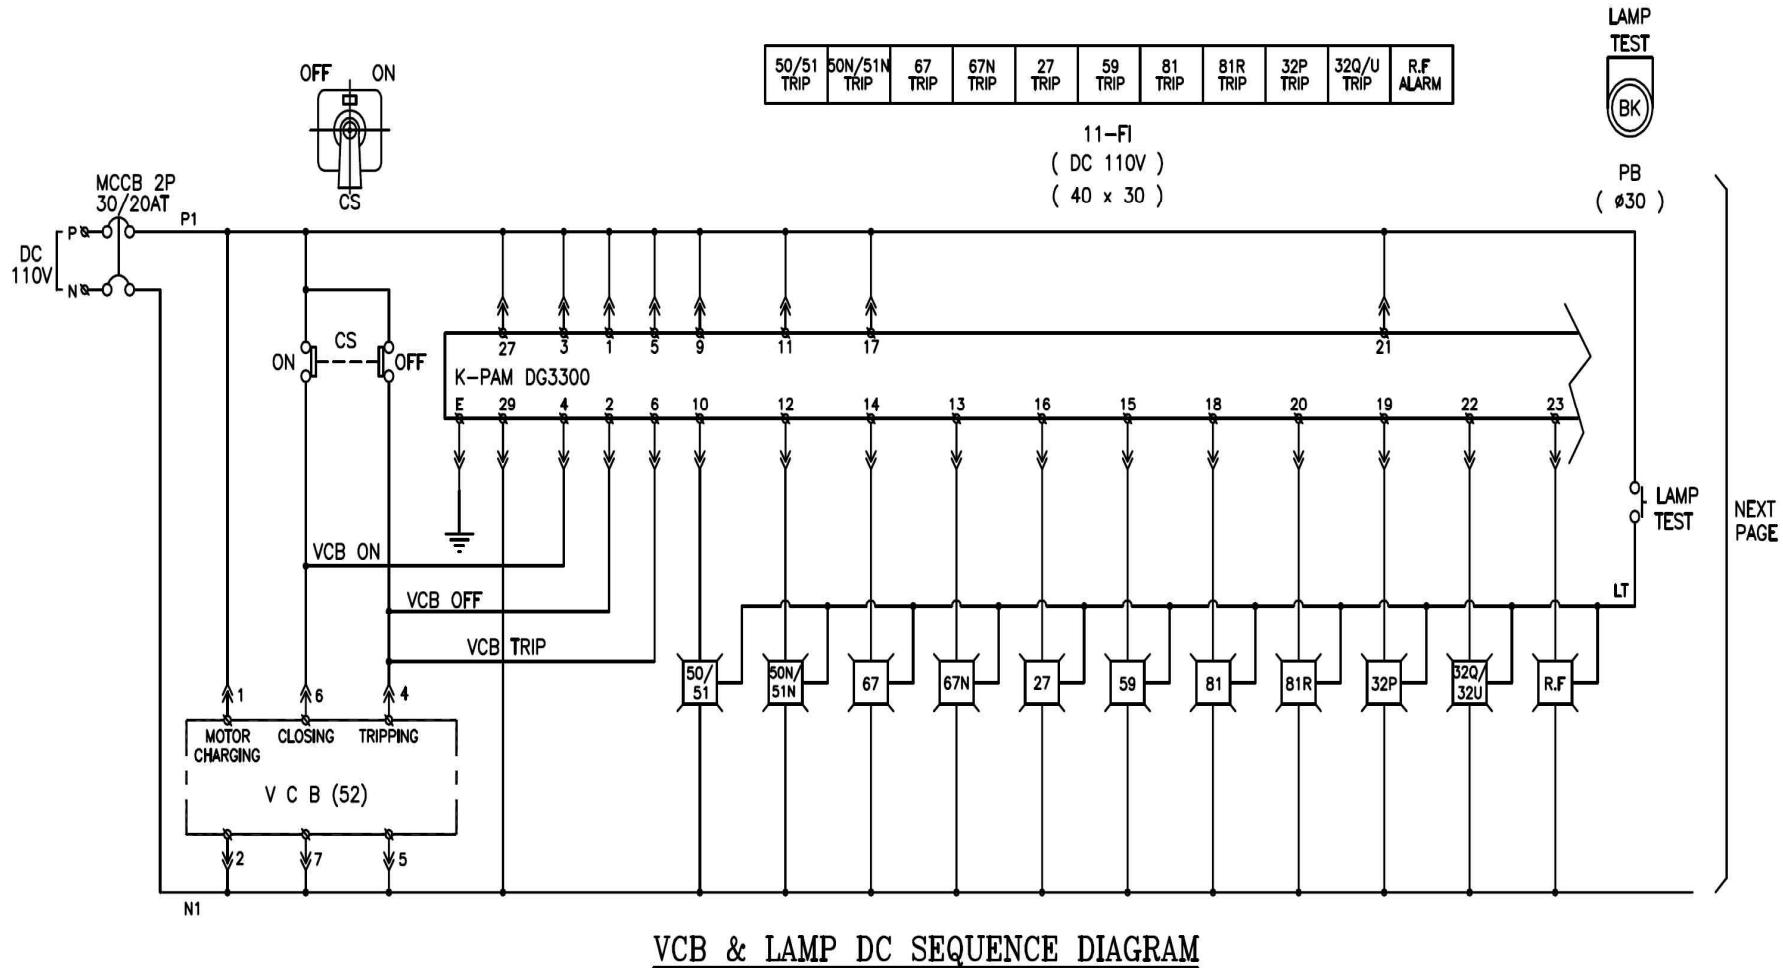 LAMP
TEST
BK
PB
( ø30 )
OFF ON
CS
50/51 TRIP
50N/51N TRIP
67 TRIP
67N TRIP
27 TRIP
59 TRIP
81 TRIP
81R TRIP
32P TRIP
32Q/U TRIP
R.F ALARM
11-FI
( DC 110V )
( 40 x 30 )
MCCB 2P
30/20AT
P1
DC
110V
P
N
CS
ON OFF
27 3 1 5 9 11 17 21
K-PAM DG3300
E 29 4 2 6 10 12 14 13 16 15 18 20 19 22 23
LAMP
TEST
NEXT
PAGE
VCB ON
VCB OFF
VCB TRIP
LT
50/
51
50N/
51N
67
67N
27
59
81
81R
32P
32Q/
32U
R.F
1 6 4
MOTOR
CHARGING
CLOSING
TRIPPING
V C B (52)
2 7 5
N1
VCB & LAMP DC SEQUENCE DIAGRAM